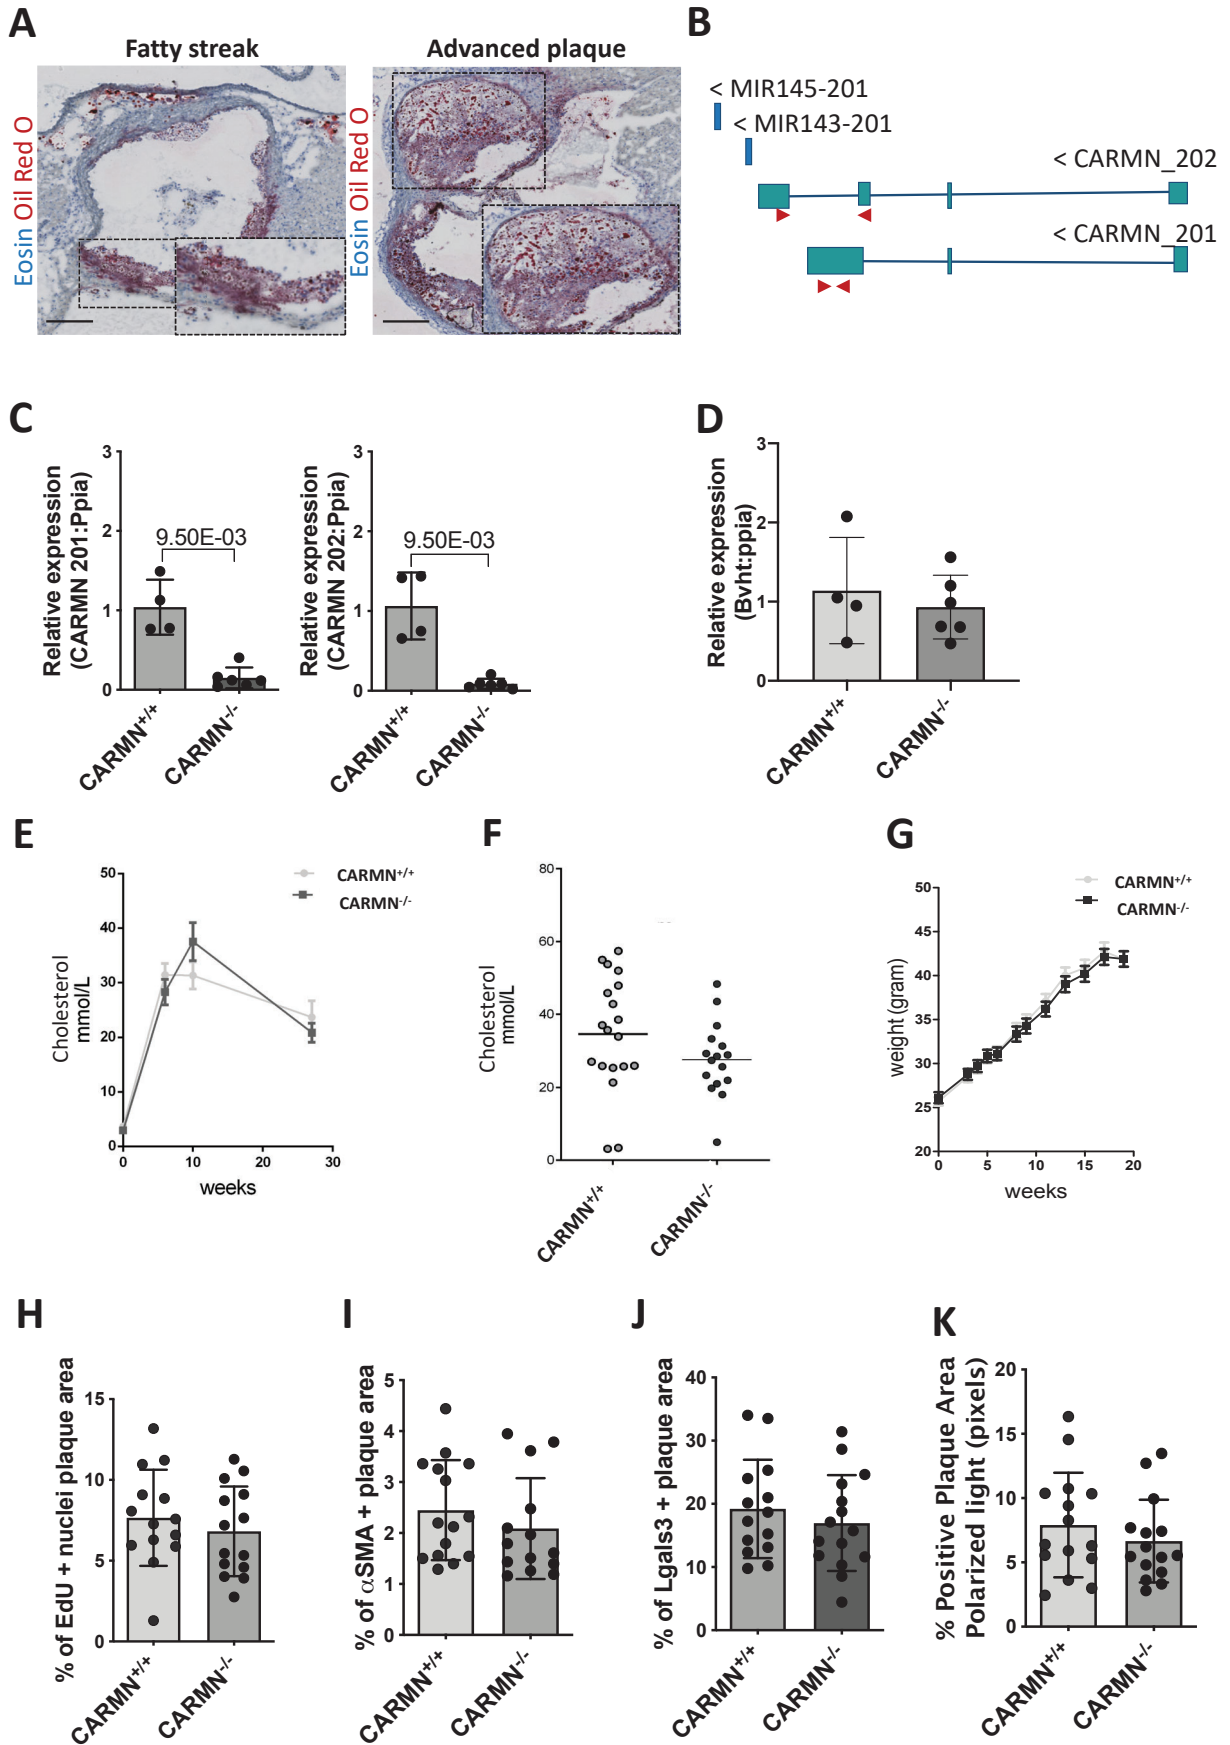 A
Fatty streak
Advanced plaque
Eosin Oil Red O
Eosin Oil Red O
B
< MIR145-201
< MIR143-201
< CARMN_202
< CARMN_201
C
Relative expression
(CARMN 201:Ppia)
3
2
1
0
9.50E-03
CARMN+/+
CARMN-/-
Relative expression
(CARMN 202:Ppia)
3
2
1
0
9.50E-03
CARMN+/+
CARMN-/-
D
Relative expression
(Bvht:ppia)
3
2
1
0
CARMN+/+
CARMN-/-
E
Cholesterol
mmol/L
50
40
30
20
10
0
0 10 20 30
weeks
CARMN+/+
CARMN-/-
F
Cholesterol
mmol/L
80
60
40
20
0
CARMN+/+
CARMN-/-
G
weight (gram)
50
45
40
35
30
25
20
0 5 10 15 20
weeks
CARMN+/+
CARMN-/-
H
% of EdU + nuclei plaque area
15
10
5
0
CARMN+/+
CARMN-/-
I
% of αSMA + plaque area
5
4
3
2
1
0
CARMN+/+
CARMN-/-
J
% of Lgals3 + plaque area
40
30
20
10
0
CARMN+/+
CARMN-/-
K
% Positive Plaque Area
Polarized light (pixels)
20
15
10
5
0
CARMN+/+
CARMN-/-